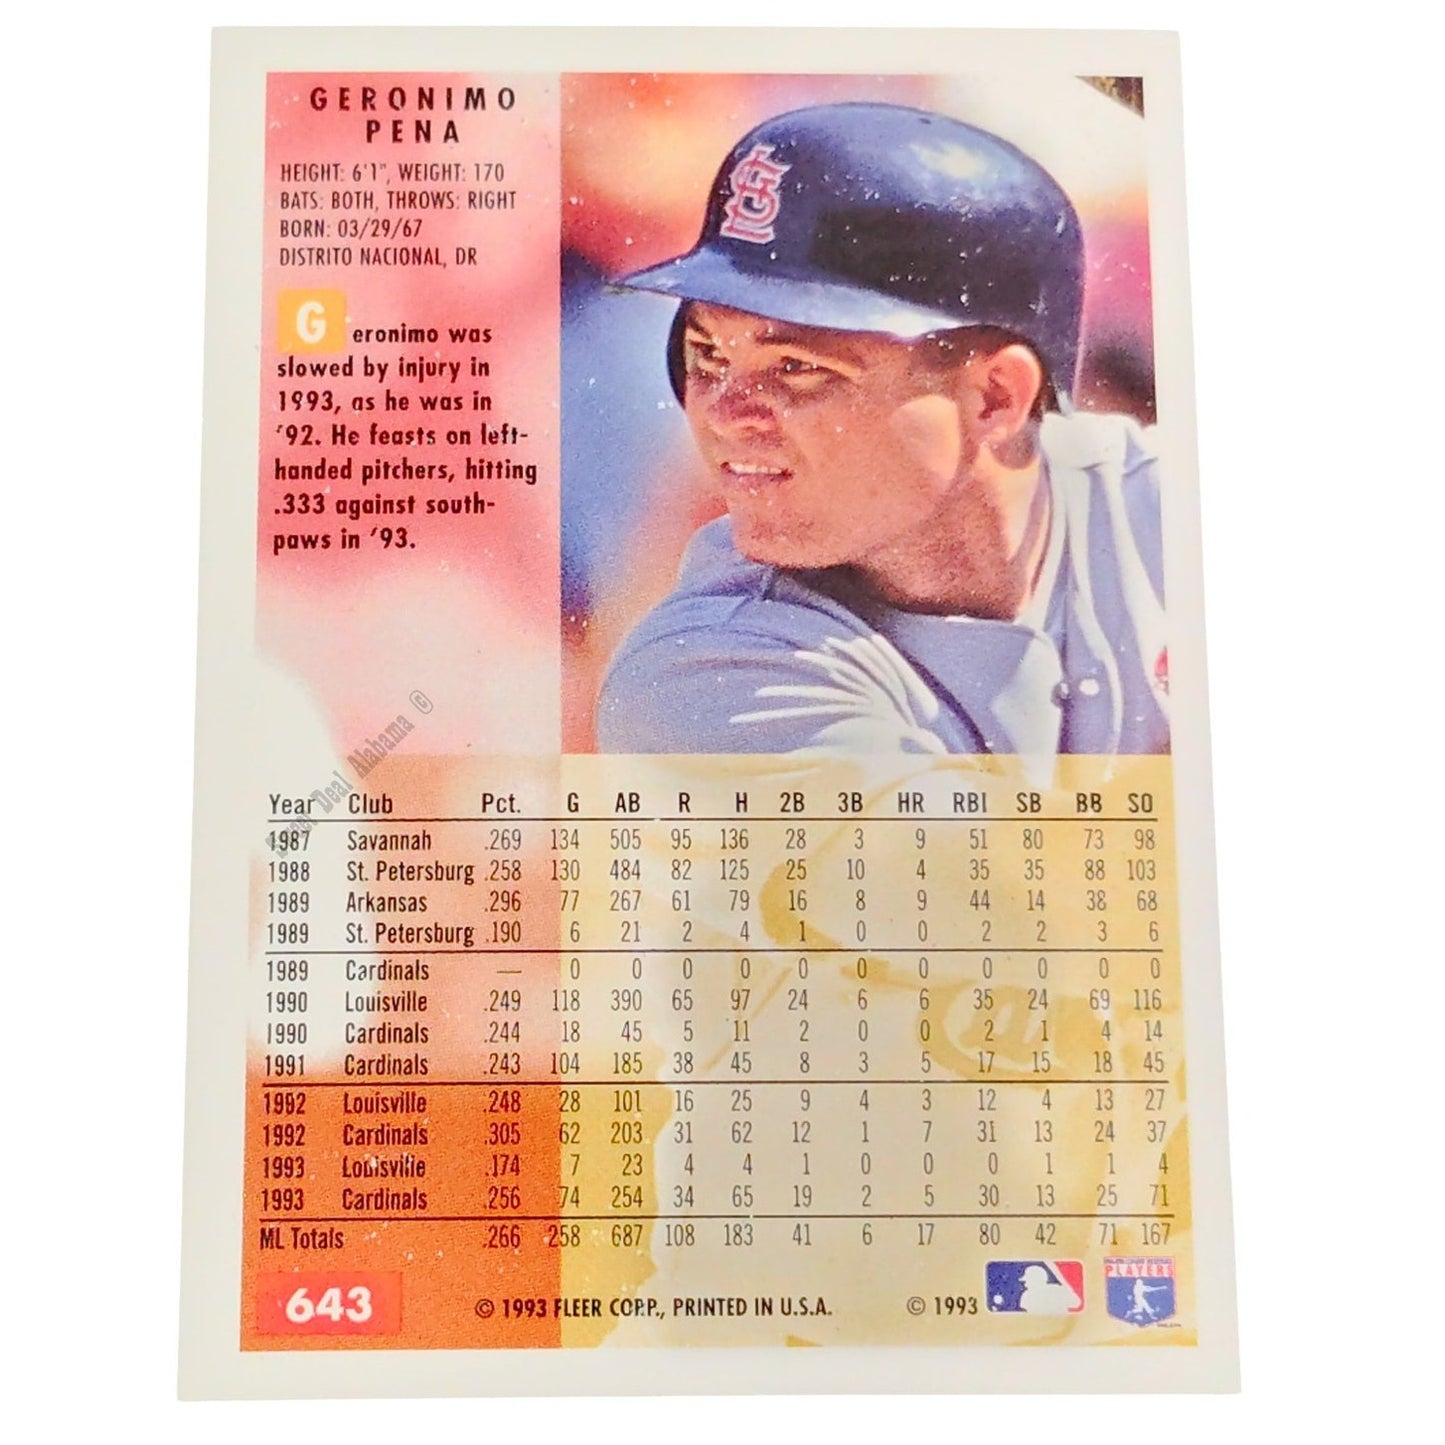 GERONIMO
PENA
HEIGHT: 6'1", WEIGHT: 170
BATS: BOTH, THROWS: RIGHT
BORN: 03/29/67
DISTRITO NACIONAL, DR
Geronimo was
slowed by injury in
1993, as he was in
'92. He feasts on left-
handed pitchers, hitting
.333 against south-
paws in '93.
Deal Alabama ©
Year Club Pct. G AB R H 2B 3B HR RBI SB BB SO
1987 Savannah .269 134 505 95 136 28 3 9 51 80 73 98
1988 St. Petersburg .258 130 484 82 125 25 10 4 35 35 88 103
1989 Arkansas .296 77 267 61 79 16 8 9 44 14 38 68
1989 St. Petersburg .190 6 21 2 4 1 0 0 2 2 3 6
1989 Cardinals — 0 0 0 0 0 0 0 0 0 0 0
1990 Louisville .249 118 390 65 97 24 6 6 35 24 69 116
1990 Cardinals .244 18 45 5 11 2 0 0 2 1 4 14
1991 Cardinals .243 104 185 38 45 8 3 5 17 15 18 45
1992 Louisville .248 28 101 16 25 9 4 3 12 4 13 27
1992 Cardinals .305 62 203 31 62 12 1 7 31 13 24 37
1993 Louisville .174 7 23 4 4 1 0 0 0 1 1 4
1993 Cardinals .256 74 254 34 65 19 2 5 30 13 25 71
ML Totals .266 258 687 108 183 41 6 17 80 42 71 167
643 © 1993 FLEER CORP., PRINTED IN U.S.A. © 1993
PLAYERS